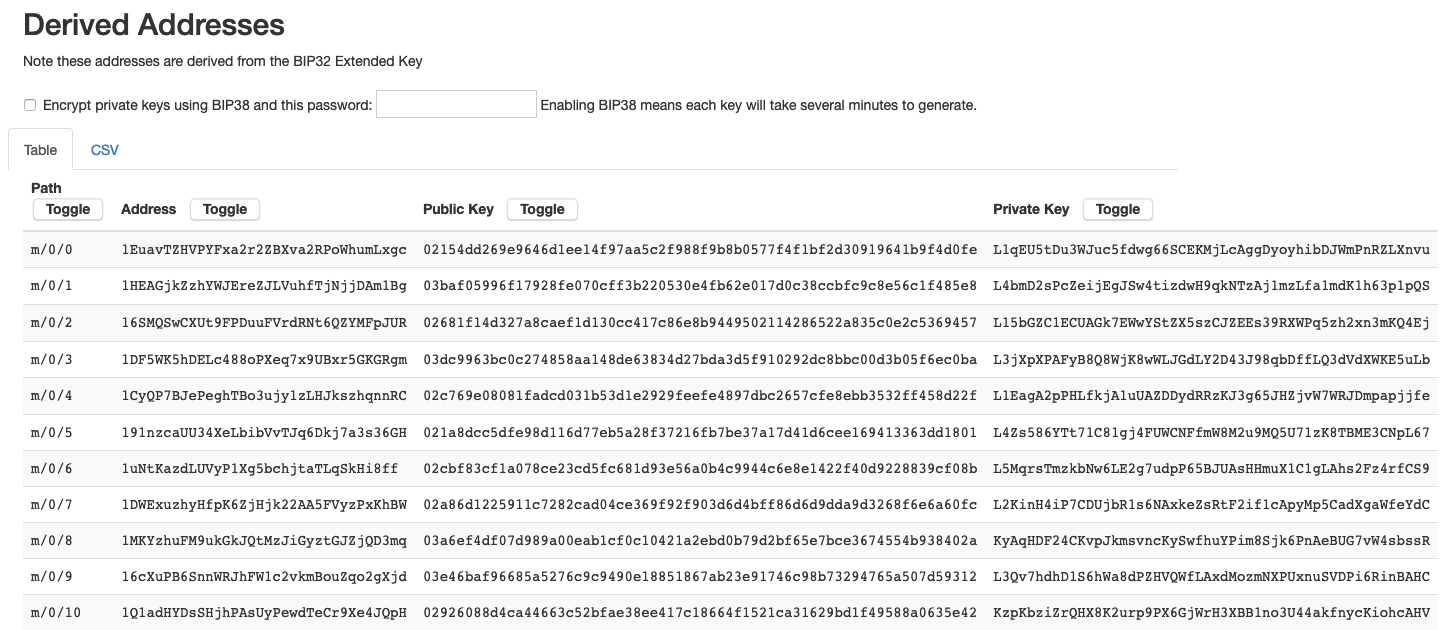 Derived Addresses
Note these addresses are derived from the BIP32 Extended Key
Encrypt private keys using BIP38 and this password: Enabling BIP38 means each key will take several minutes to generate.
Table CSV
Path
Toggle Address Toggle Public Key Toggle Private Key Toggle
m/0/0 1EuavTZHVPYFxa2r2ZBXva2RPoWhumLxgc 02154dd269e9646d1ee14f97aa5c2f988f9b8b0577f4f1bf2d30919641b9f4d0fe L1qEU5tDu3WJuc5fdwg66SCEKMjLcAggDyoyhibDJWmPnRZLXnvu
m/0/1 1HEAGjkZzhYWJEreZJLVuhfTjNjjDAm1Bg 03baf05996f17928fe070cff3b220530e4fb62e017d0c38ccbfc9c8e56c1f485e8 L4bmD2sPcZeijEgJSw4tizdwH9qkNTzAj1mzLfa1mdK1h63p1pQS
m/0/2 16SMQSwCXUt9FPDuuFVrdRNt6QZYMFpJUR 02681f14d327a8caef1d130cc417c86e8b9449502114286522a835c0e2c5369457 L15bGZC1ECUAGk7EWwYStZX5szCJZEEs39RXWPq5zh2xn3mKQ4Ej
m/0/3 1DF5WK5hDELc488oPXeq7x9UBxr5GKGRgm 03dc9963bc0c274858aa148de63834d27bda3d5f910292dc8bbc00d3b05f6ec0ba L3jXpXPAFyB8Q8WjK8wWLJGdLY2D43J98qbDffLQ3dVdXWKE5uLb
m/0/4 1CyQP7BJePeghTBo3ujy1zLHJkszhqnnRC 02c769e08081fadcd031b53d1e2929feefe4897dbc2657cfe8ebb3532ff458d22f L1EagA2pPHLfkjA1uUAZDDydRRzKJ3g65JHZjvW7WRJDmpapjjfe
m/0/5 191nzcaUU34XeLbibVvTJq6Dkj7a3s36GH 021a8dcc5dfe98d116d77eb5a28f37216fb7be37a17d41d6cee169413363dd1801 L4Zs586YTt71C81gj4FUWCNFfmW8M2u9MQ5U71zK8TBME3CNpL67
m/0/6 1uNtKazdLUVyP1Xg5bchjtaTLqSkHi8ff 02cbf83cf1a078ce23cd5fc681d93e56a0b4c9944c6e8e1422f40d9228839cf08b L5MqrsTmzkbNw6LE2g7udpP65BJUAsHHmuX1C1gLAhs2Fz4rfCS9
m/0/7 1DWExuzhyHfpK6ZjHjk22AA5FVyzPxKhBW 02a86d1225911c7282cad04ce369f92f903d6d4bff86d6d9dda9d3268f6e6a60fc L2KinH4iP7CDUjbR1s6NAxkeZsRtF2if1cApyMp5CadXgaWfeYdC
m/0/8 1MKYzhuFM9ukGkJQtMzJiGyztGJZjQD3mq 03a6ef4df07d989a00eab1cf0c10421a2ebd0b79d2bf65e7bce3674554b938402a KyAqHDF24CKvpJkmsvncKySwfhuYPim8Sjk6PnAeBUG7vW4sbssR
m/0/9 16cXuPB6SnnWRJhFW1c2vkmBouZqo2gXjd 03e46baf96685a5276c9c9490e18851867ab23e91746c98b73294765a507d59312 L3Qv7hdhD1S6hWa8dPZHVQWfLAxdMozmNXPUxnuSVDPi6RinBAHC
m/0/10 1Q1adHYDsSHjhPAsUyPewdTeCr9Xe4JQpH 02926088d4ca44663c52bfae38ee417c18664f1521ca31629bd1f49588a0635e42 KzpKbziZrQHX8K2urp9PX6GjWrH3XBB1no3U44akfnycKiohcAHV